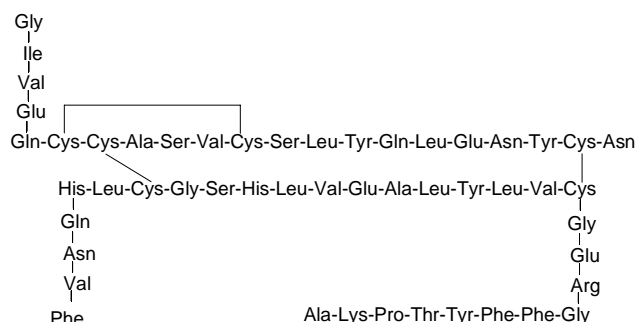 Gly
Ile
Val
Glu
Gln-Cys-Cys-Ala-Ser-Val-Cys-Ser-Leu-Tyr-Gln-Leu-Glu-Asn-Tyr-Cys-Asn
His-Leu-Cys-Gly-Ser-His-Leu-Val-Glu-Ala-Leu-Tyr-Leu-Val-Cys
Gln
Gly
Asn
Glu
Val
Arg
Phe
Ala-Lys-Pro-Thr-Tyr-Phe-Phe-Gly